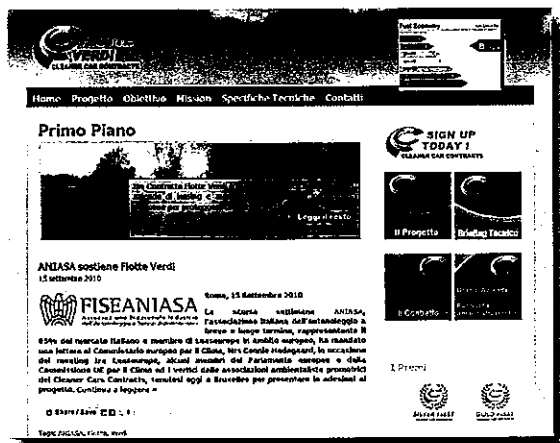 VERDI
CLEANER CAR CONTRACTS
Fuel Economy
Home Progetto Obiettivo Mission Specifiche Tecniche Contatti
Primo Piano
Leggi il resto
SIGN UP
TODAY !
CLEANER CAR CONTRACTS
Il Progetto
Briefing Tecnico
Il Contratto
ANIASA sostiene Flotte Verdi
15 settembre 2010
FISEANIASA
Roma, 15 Settembre 2010
La scorsa settimana ANIASA,
l'associazione italiana dell'autonoleggio a
breve e lungo termine, rappresentante il
85% del mercato italiano e membro di Leaseurope in ambito europeo, ha mandato
una lettera al Commissario europeo per il Clima, Mrs Connie Hedegaard, in occasione
del meeting tra Leaseurope, alcuni membri del Parlamento europeo e della
Commissione UE per il Clima ed i vertici delle associazioni ambientaliste promotrici
del Cleaner Cars Contracts, tenutosi oggi a Bruxelles per presentare le adesioni al
progetto. Continua a leggere »
Share / Save
Tags: ANIASA, Flotte, Verdi
I Premi
SILVER FLEET
GOLD FLEET